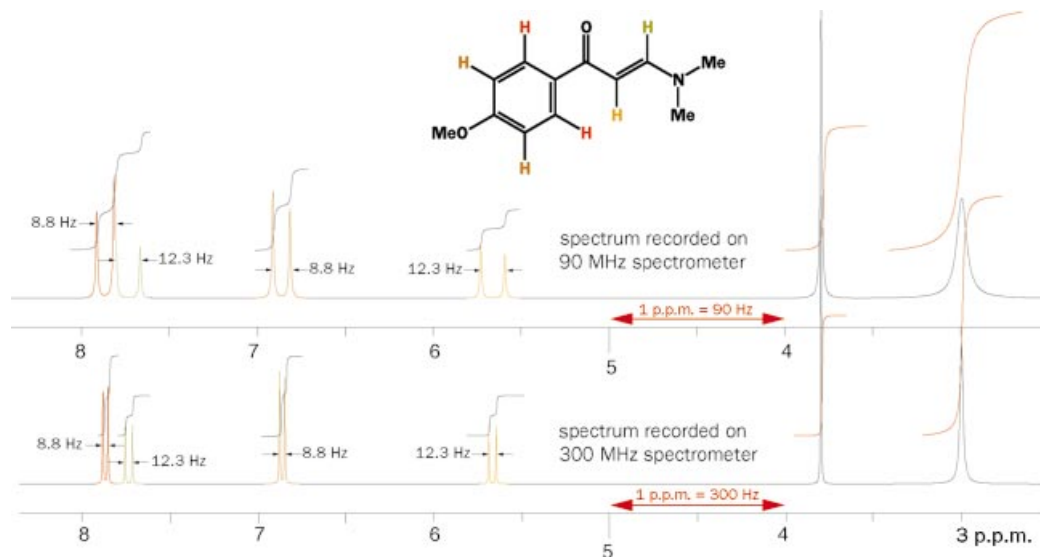 H
O
H
H
N
Me
Me
MeO
H
H
H
8.8 Hz
12.3 Hz
8.8 Hz
12.3 Hz
spectrum recorded on
90 MHz spectrometer
1 p.p.m. = 90 Hz
8
7
6
5
4
8.8 Hz
12.3 Hz
8.8 Hz
12.3 Hz
spectrum recorded on
300 MHz spectrometer
1 p.p.m. = 300 Hz
8
7
6
5
4
3 p.p.m.